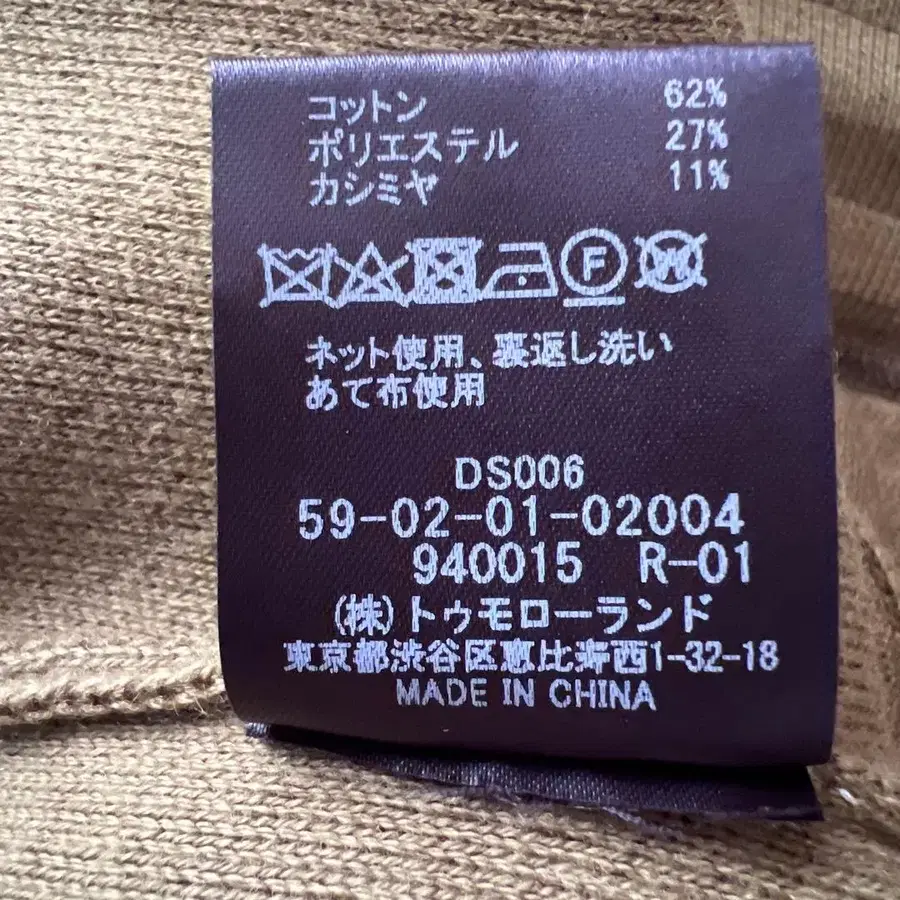 コットン 62%
ポリエステル 27%
カシミヤ 11%
F W
ネット使用、裏返し洗い
あて布使用
DS006
59-02-01-02004
940015 R-01
(株)トゥモローランド
東京都渋谷区恵比寿西1-32-18
MADE IN CHINA